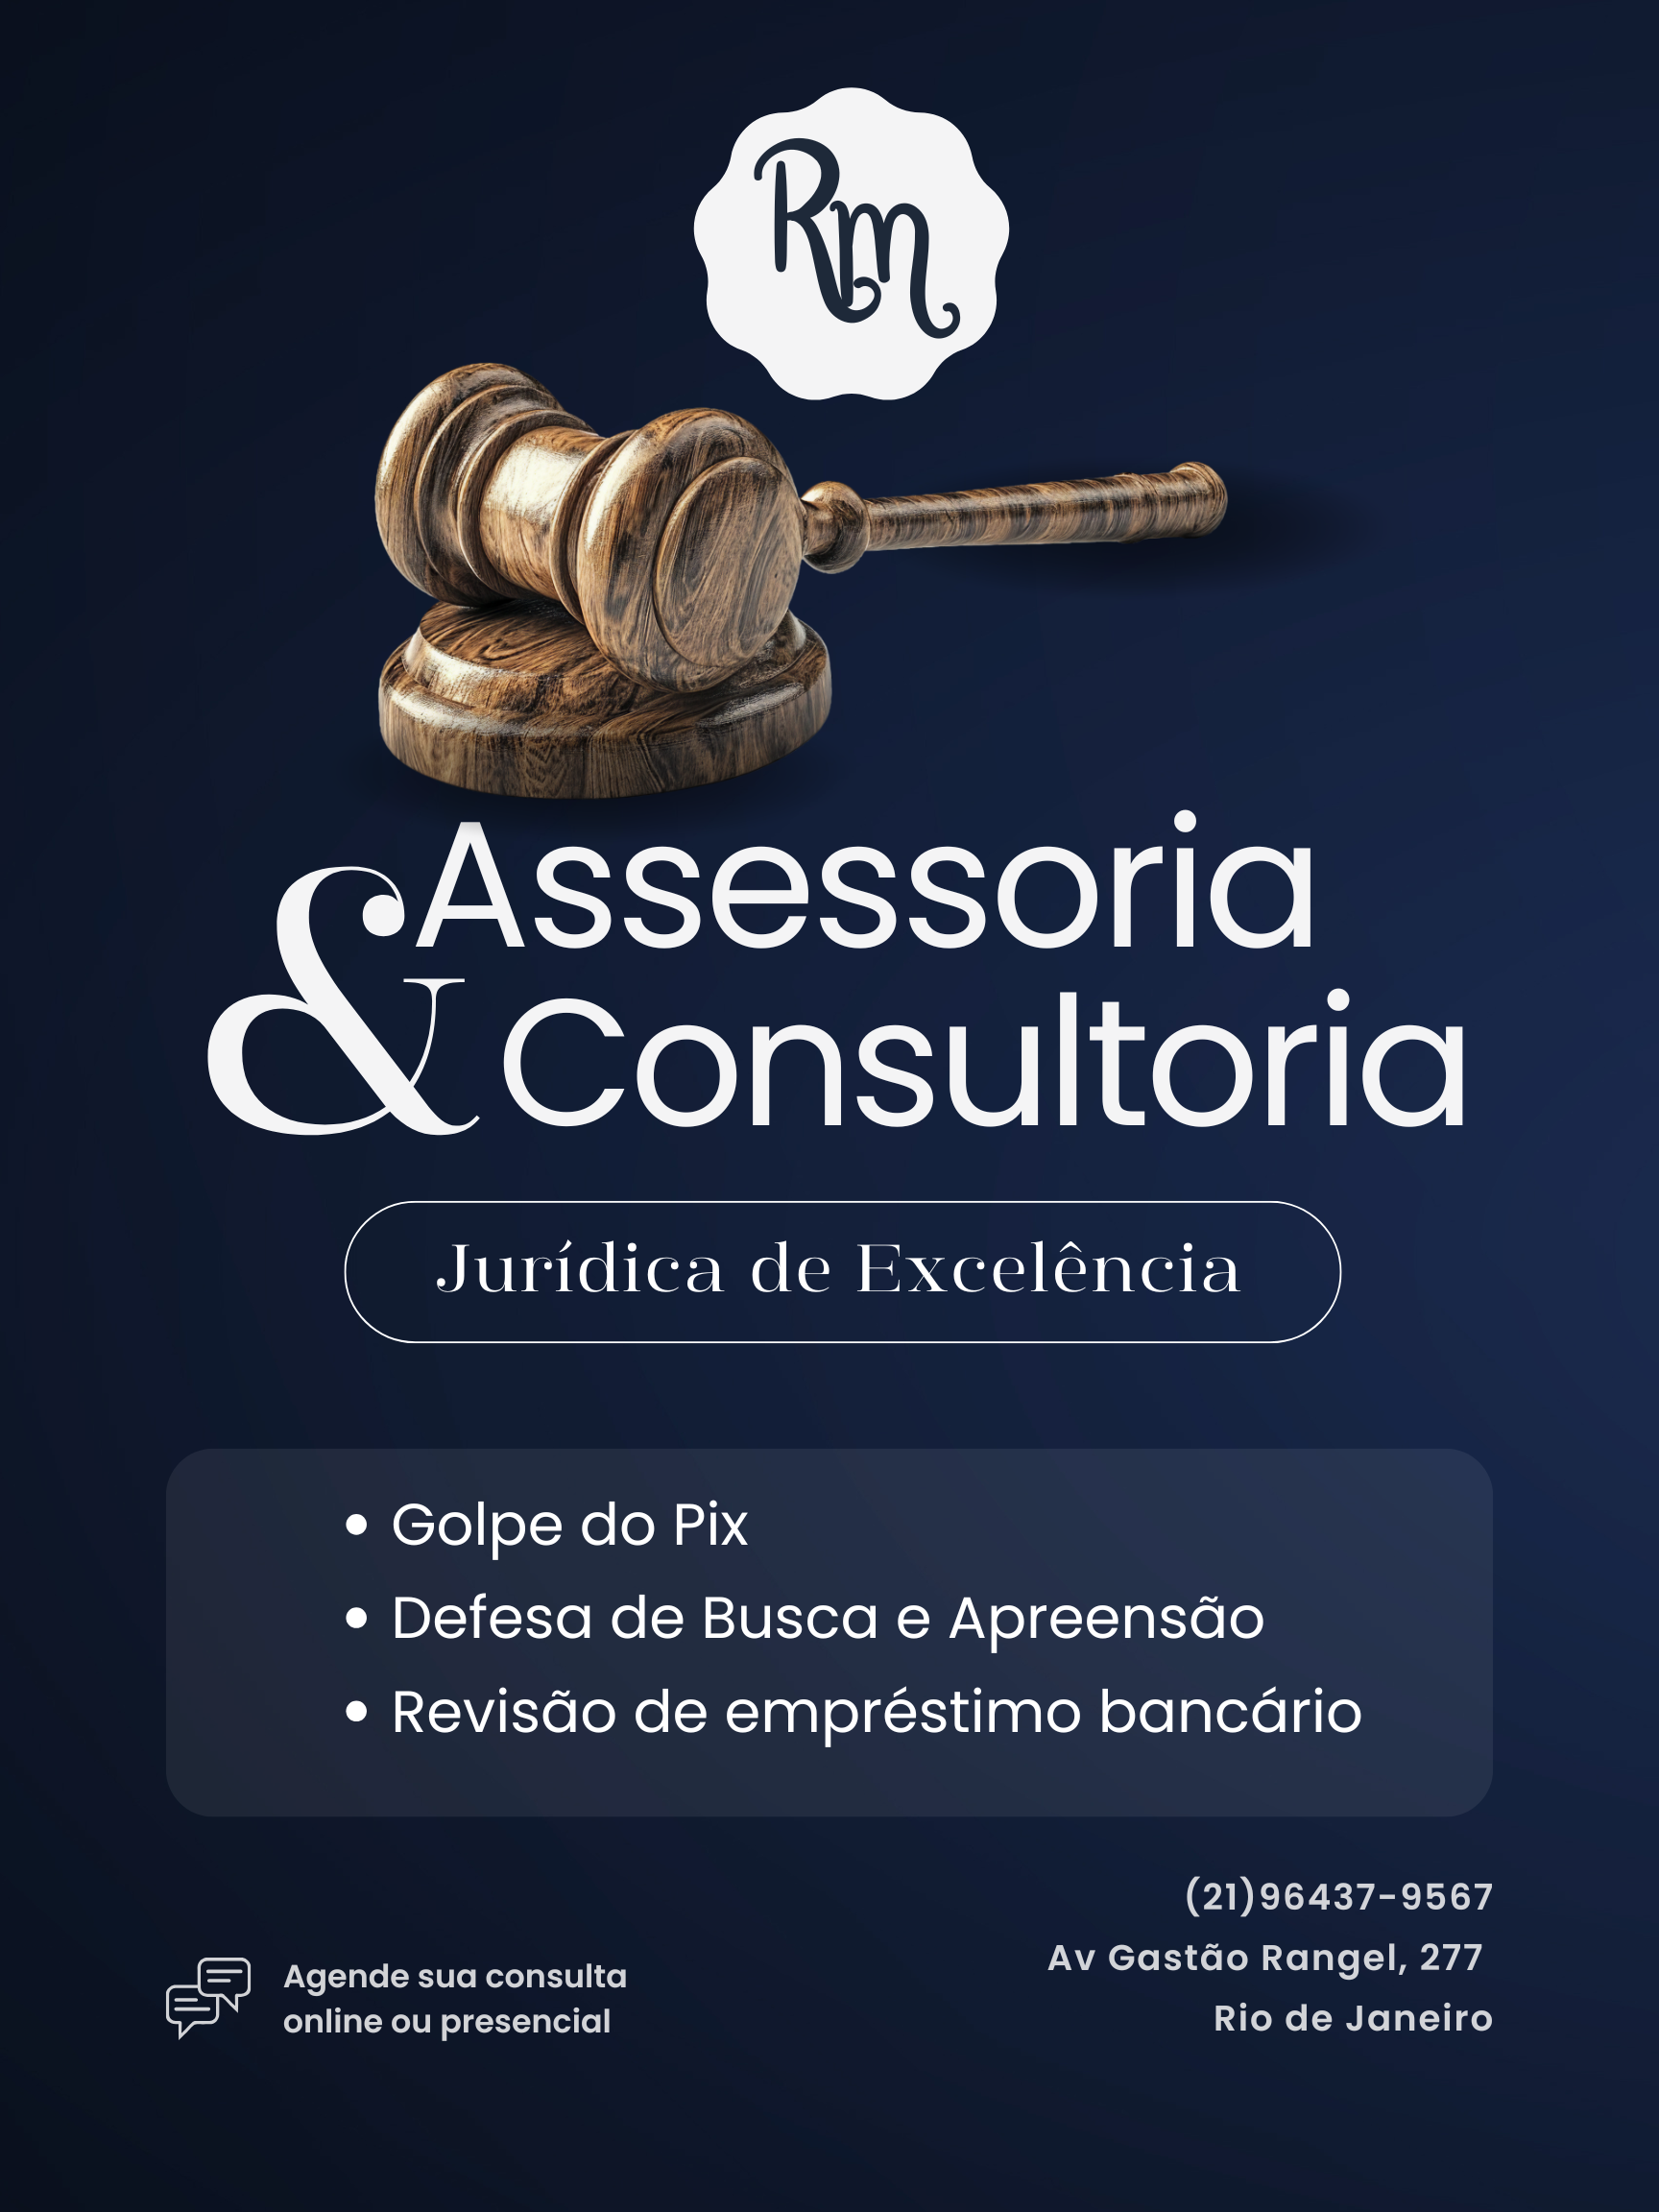 Rm
Assessoria
& Consultoria
Jurídica de Excelência
• Golpe do Pix
• Defesa de Busca e Apreensão
• Revisão de empréstimo bancário
(21)96437-9567
Av Gastão Rangel, 277
Rio de Janeiro
Agende sua consulta
online ou presencial